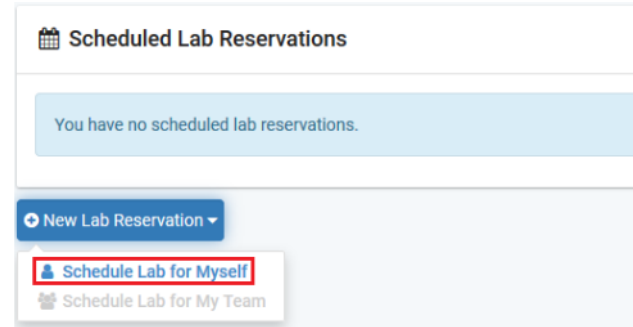 Scheduled Lab Reservations
You have no scheduled lab reservations.
New Lab Reservation
Schedule Lab for Myself
Schedule Lab for My Team